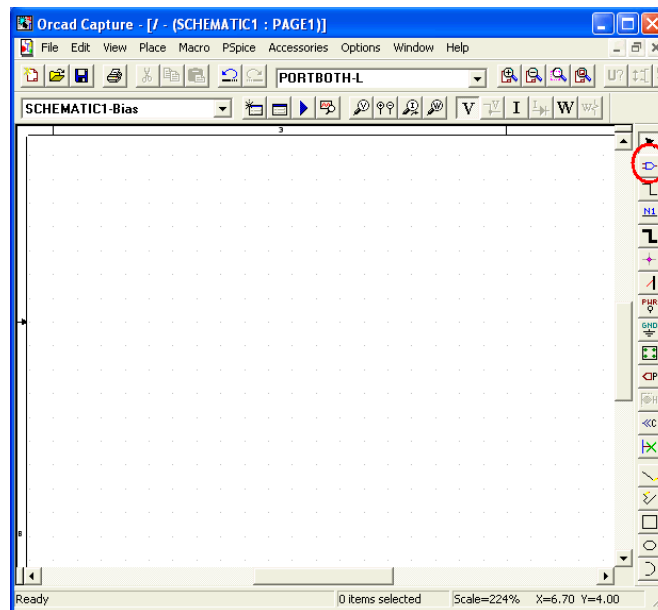 Orcad Capture - [/ - (SCHEMATIC1 : PAGE1)]
File Edit View Place Macro PSpice Accessories Options Window Help
PORTBOTH-L
U?
SCHEMATIC1-Bias
V I W
3
N1
PWR
GND
P
H
C
B
Ready 0 items selected Scale=224% X=6.70 Y=4.00